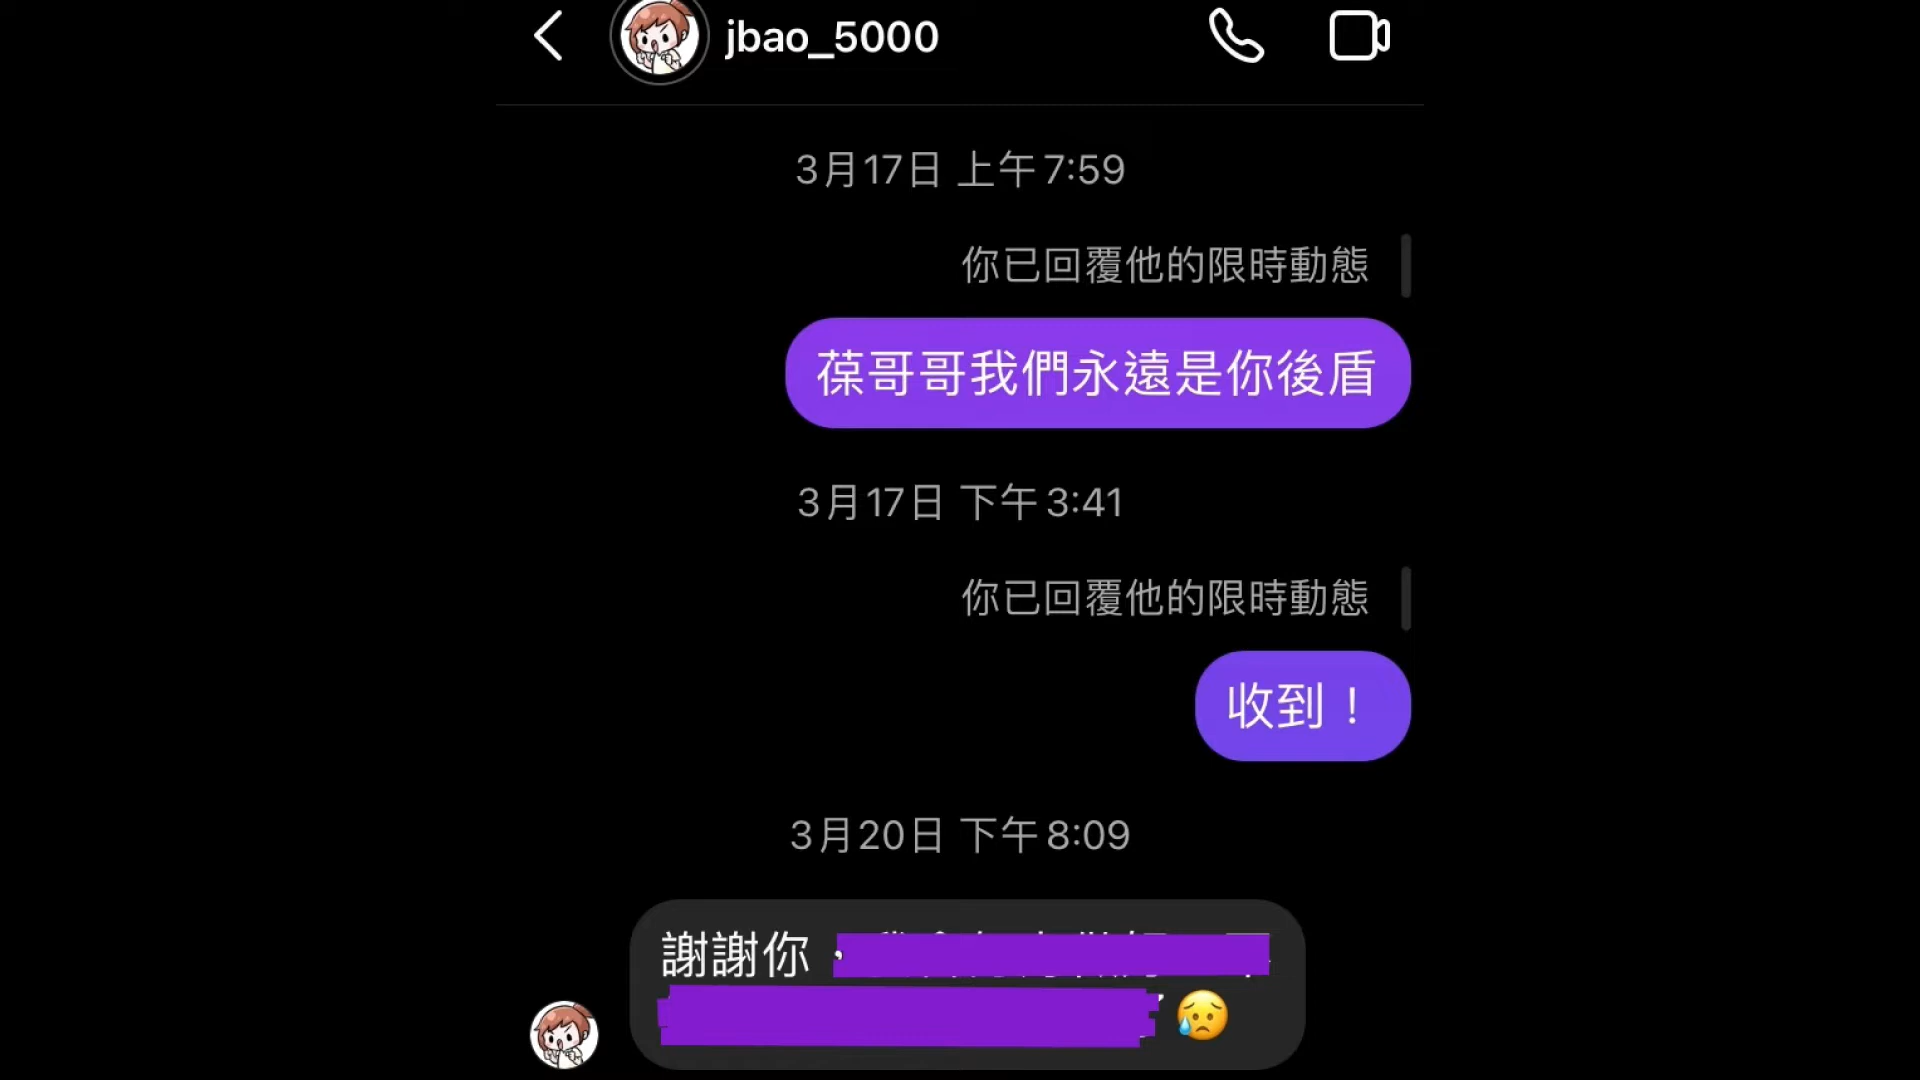 jbao_5000
3月17日 上午7:59
你已回覆他的限時動態
葆哥哥我們永遠是你後盾
3月17日 下午3:41
你已回覆他的限時動態
收到！
3月20日 下午8:09
謝謝你，